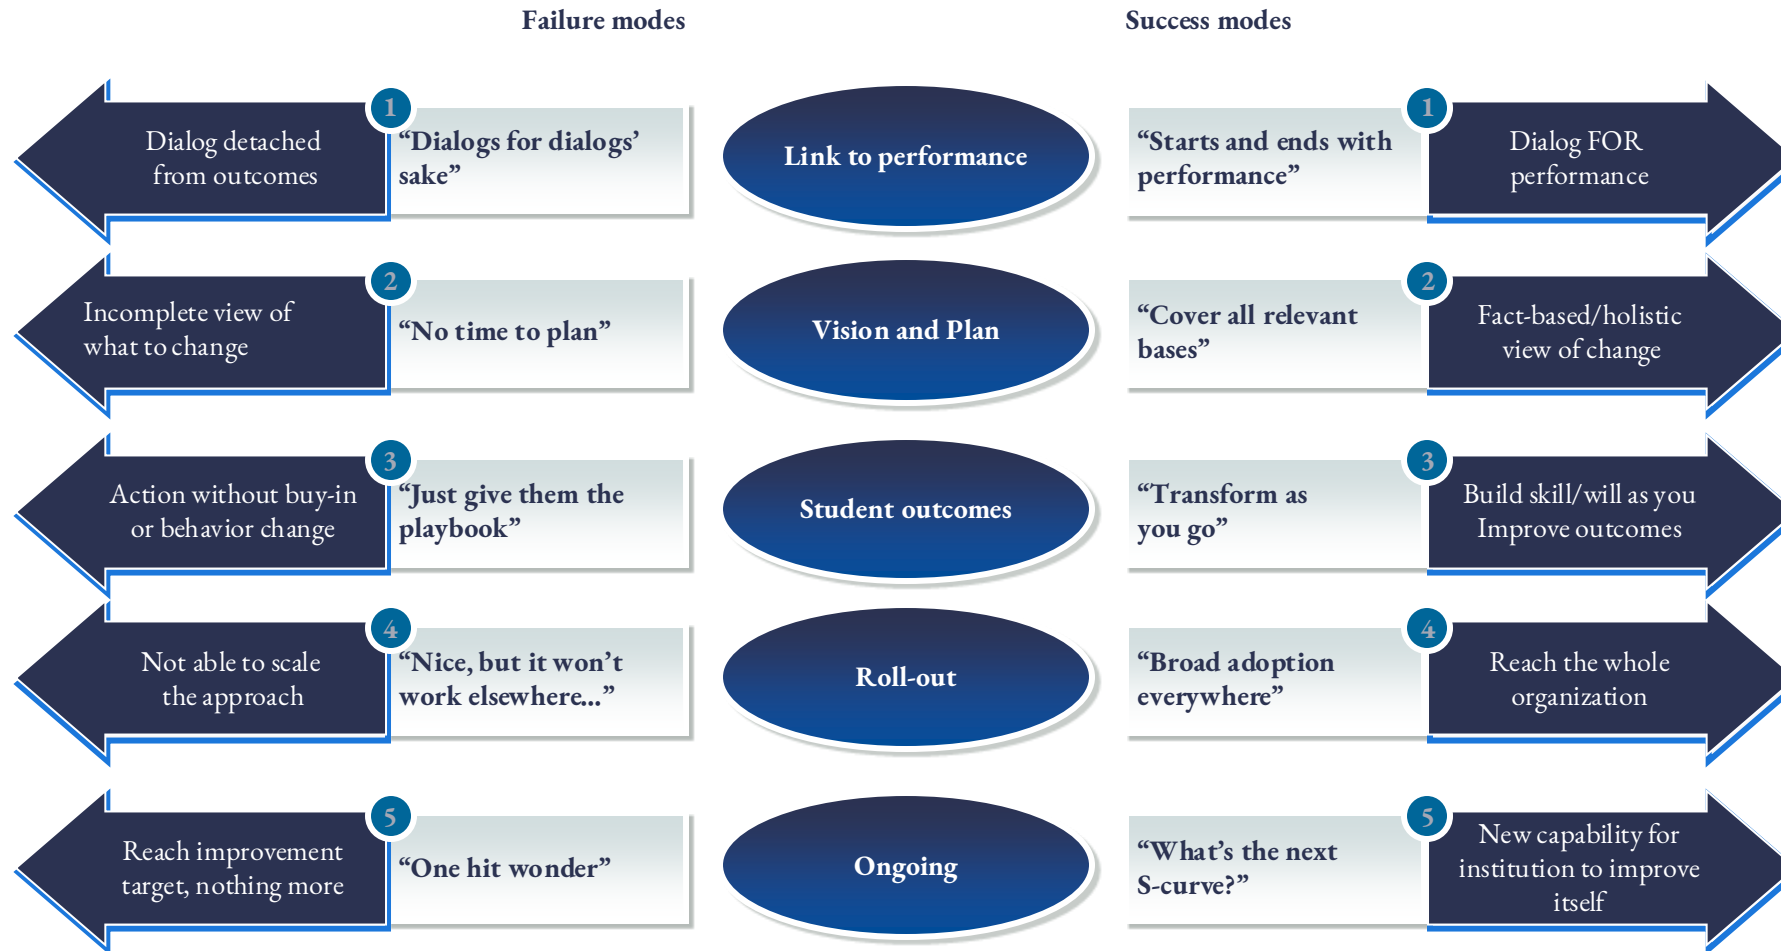 Failure modes
Success modes
1
Dialog detached
from outcomes
“Dialogs for dialogs’
sake”
Link to performance
“Starts and ends with
performance”
1
Dialog FOR
performance
2
Incomplete view of
what to change
“No time to plan”
Vision and Plan
“Cover all relevant
bases”
2
Fact-based/holistic
view of change
3
Action without buy-in
or behavior change
“Just give them the
playbook”
Student outcomes
“Transform as
you go”
3
Build skill/will as you
Improve outcomes
4
Not able to scale
the approach
“Nice, but it won’t
work elsewhere...”
Roll-out
“Broad adoption
everywhere”
4
Reach the whole
organization
5
Reach improvement
target, nothing more
“One hit wonder”
Ongoing
“What’s the next
S-curve?”
5
New capability for
institution to improve
itself